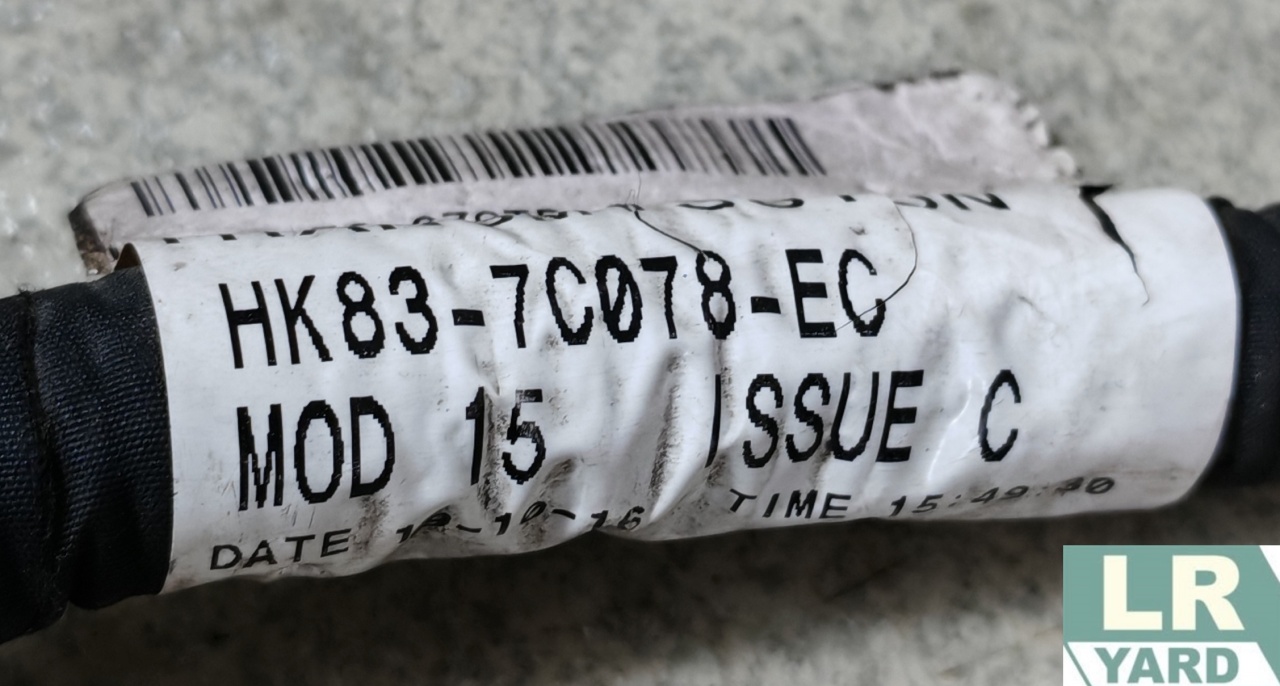 HK83-7C078-EC
MOD 15 ISSUE C
DATE TIME
LR
YARD